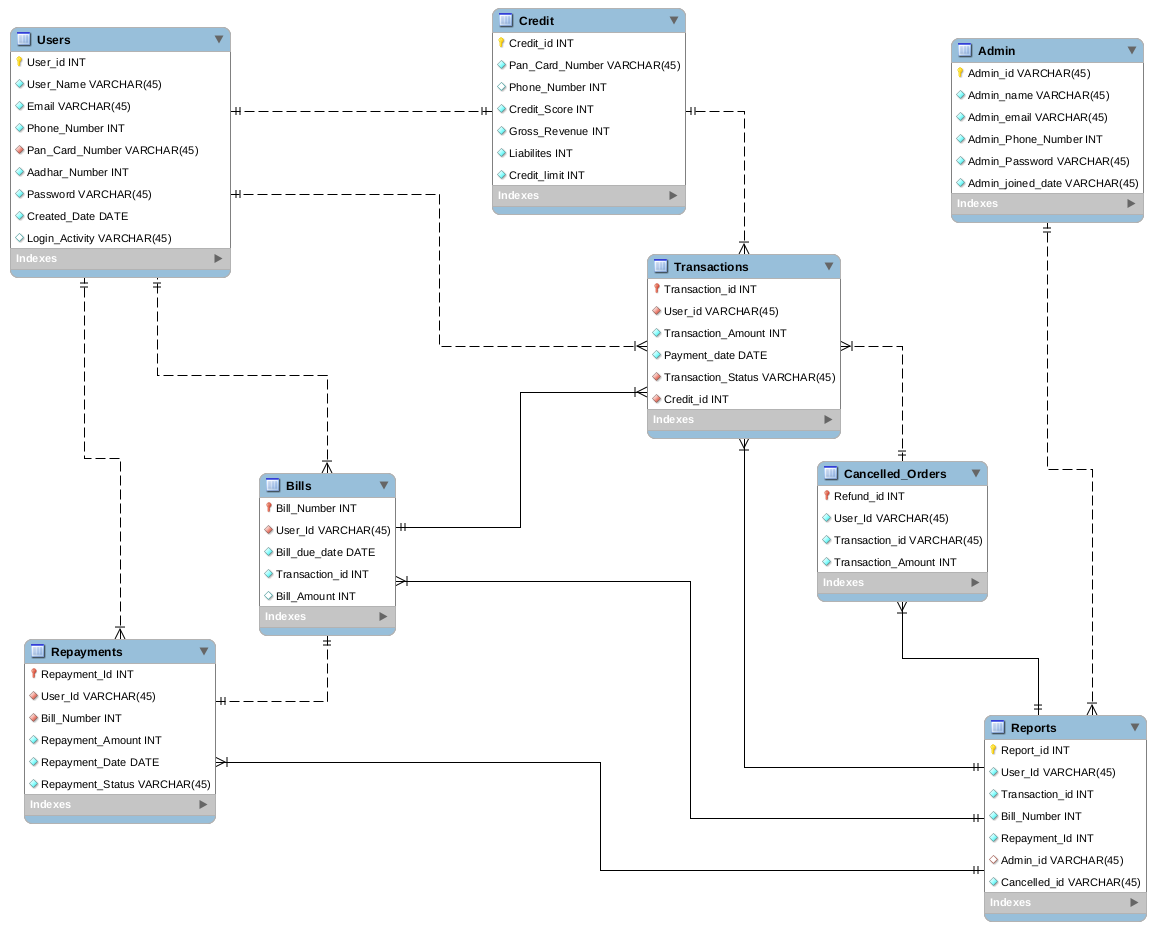 Users
User_id INT
User_Name VARCHAR(45)
Email VARCHAR(45)
Phone_Number INT
Pan_Card_Number VARCHAR(45)
Aadhar_Number INT
Password VARCHAR(45)
Created_Date DATE
Login_Activity VARCHAR(45)
Indexes
Credit
Credit_id INT
Pan_Card_Number VARCHAR(45)
Phone_Number INT
Credit_Score INT
Gross_Revenue INT
Liabilites INT
Credit_limit INT
Indexes
Admin
Admin_id VARCHAR(45)
Admin_name VARCHAR(45)
Admin_email VARCHAR(45)
Admin_Phone_Number INT
Admin_Password VARCHAR(45)
Admin_joined_date VARCHAR(45)
Indexes
Transactions
Transaction_id INT
User_id VARCHAR(45)
Transaction_Amount INT
Payment_date DATE
Transaction_Status VARCHAR(45)
Credit_id INT
Indexes
Bills
Bill_Number INT
User_Id VARCHAR(45)
Bill_due_date DATE
Transaction_id INT
Bill_Amount INT
Indexes
Cancelled_Orders
Refund_id INT
User_Id VARCHAR(45)
Transaction_id VARCHAR(45)
Transaction_Amount INT
Indexes
Repayments
Repayment_Id INT
User_Id VARCHAR(45)
Bill_Number INT
Repayment_Amount INT
Repayment_Date DATE
Repayment_Status VARCHAR(45)
Indexes
Reports
Report_id INT
User_Id VARCHAR(45)
Transaction_id INT
Bill_Number INT
Repayment_Id INT
Admin_id VARCHAR(45)
Cancelled_id VARCHAR(45)
Indexes